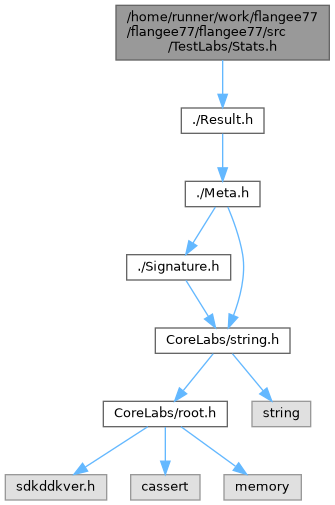 /home/runner/work/flangee77
/flangee77/flangee77/src
/TestLabs/Stats.h
./Result.h
./Meta.h
./Signature.h
CoreLabs/string.h
CoreLabs/root.h
string
sdkddkver.h
cassert
memory